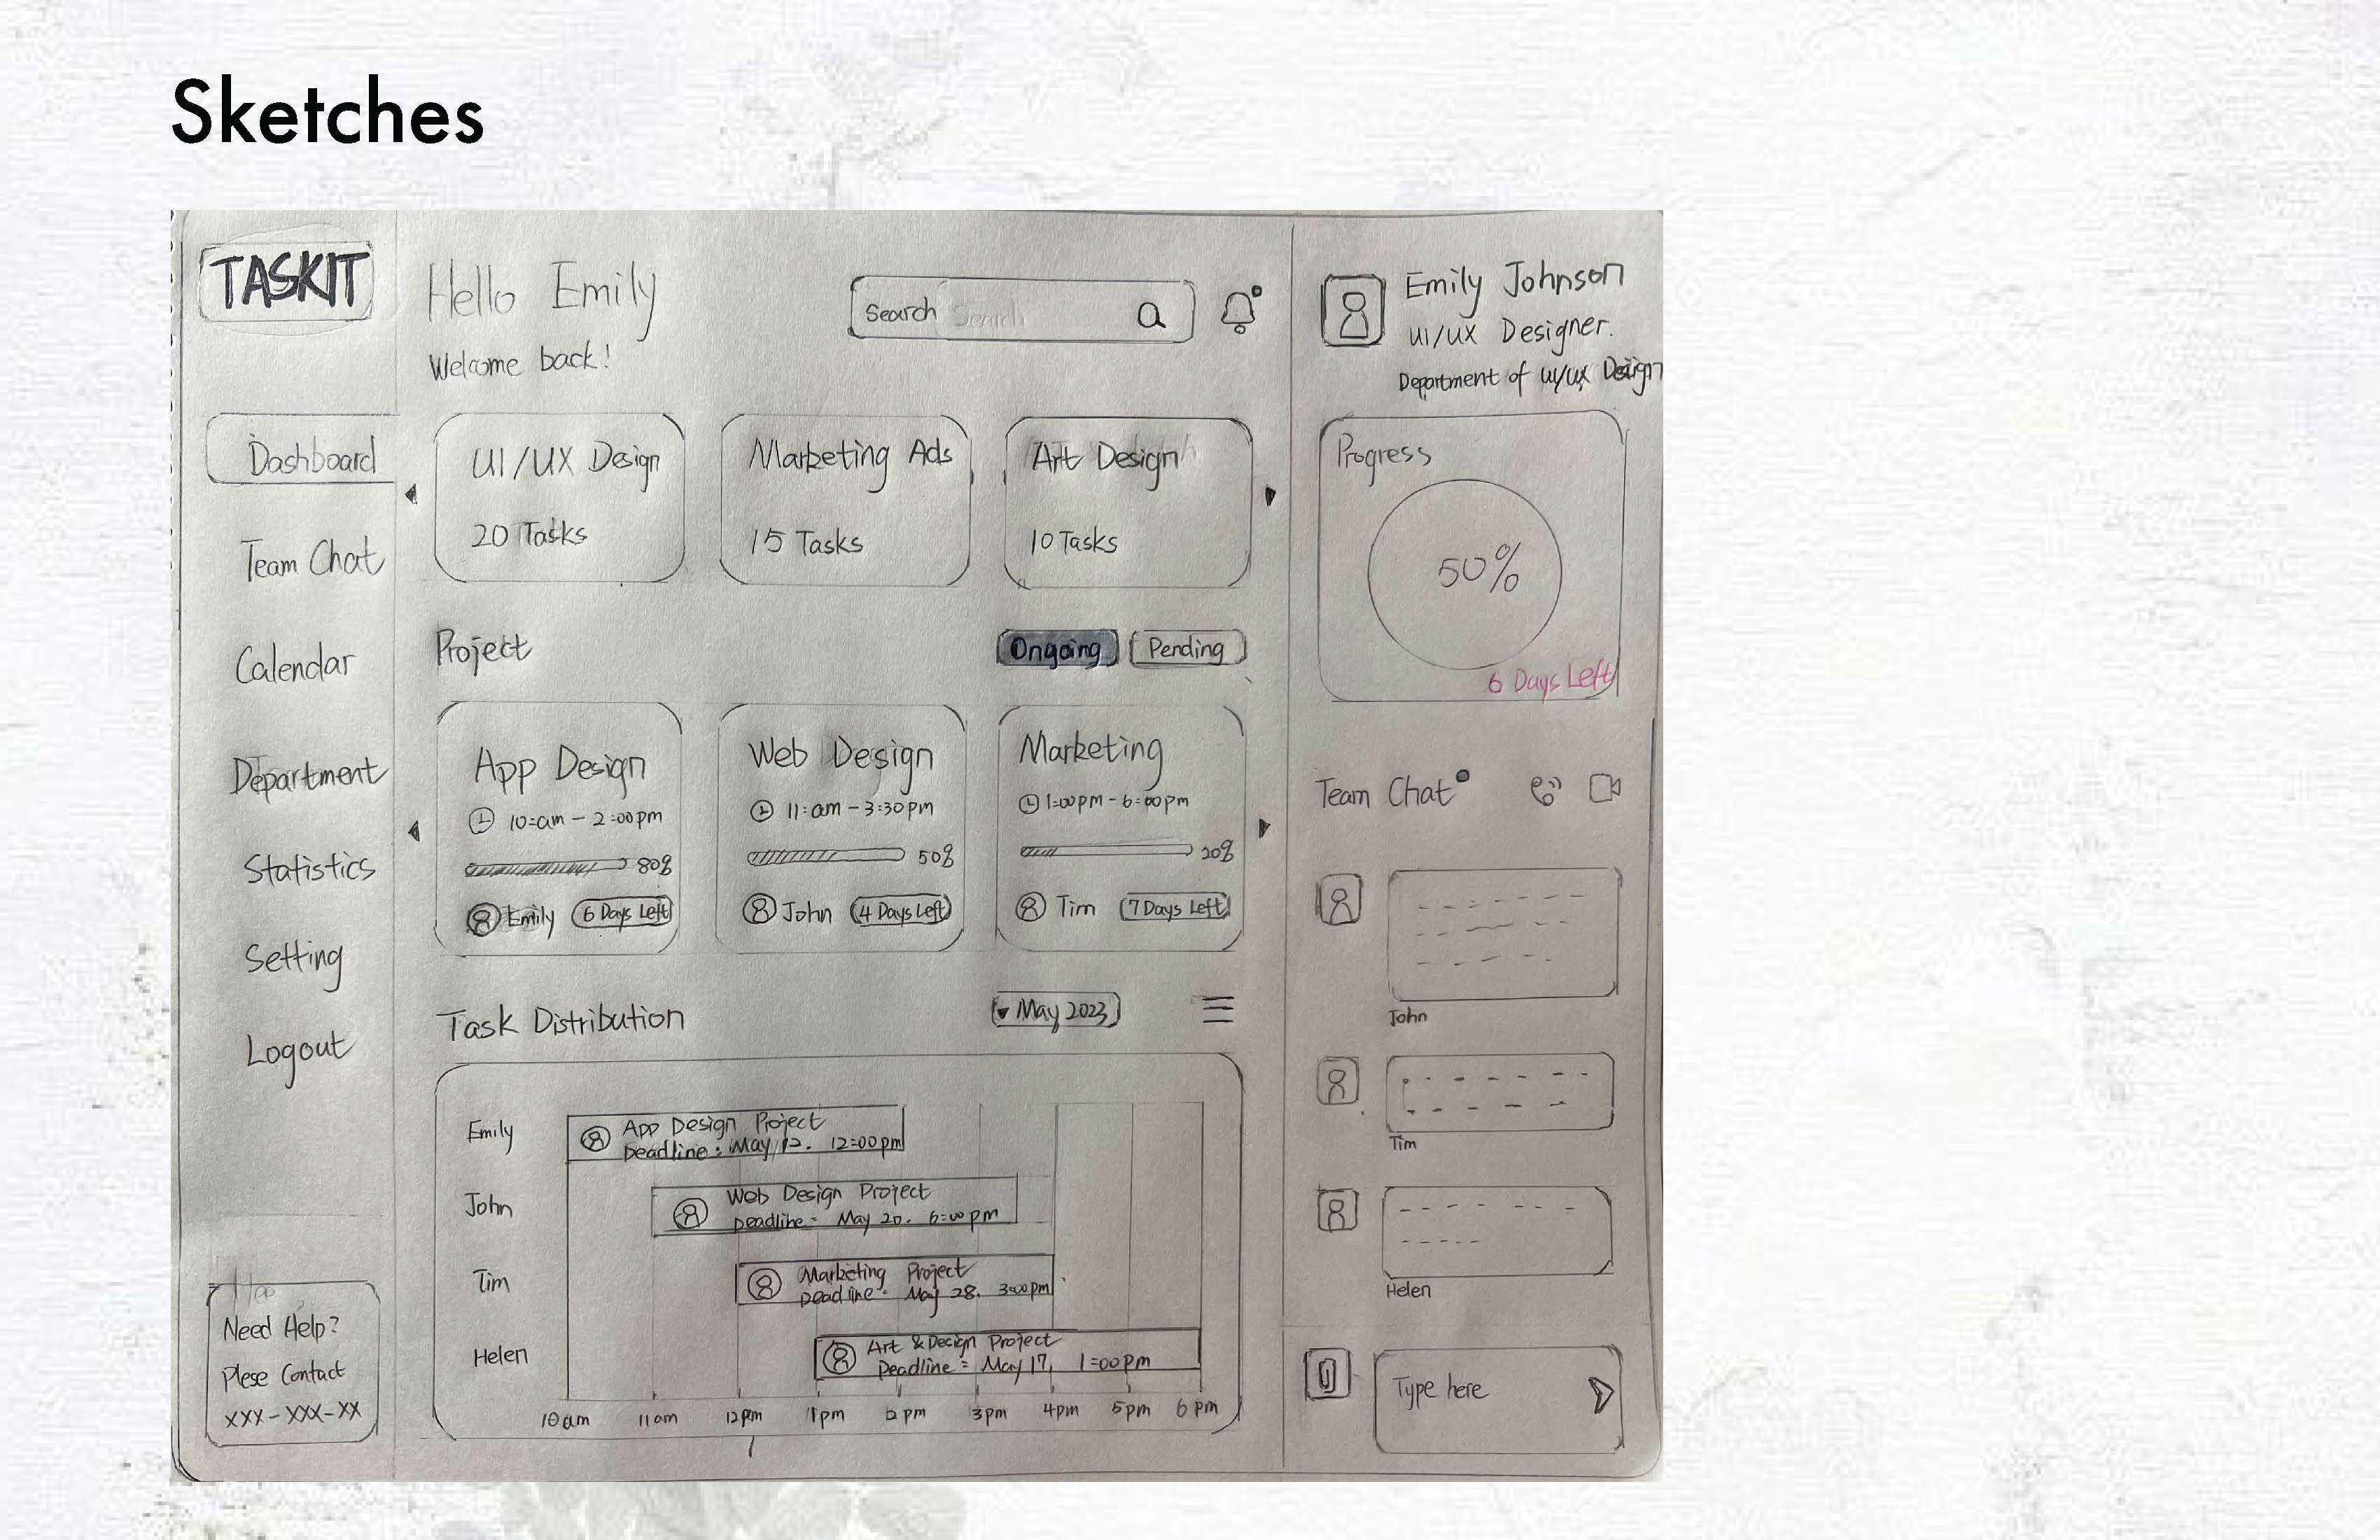 Sketches
TASKIT
Dashboard
Team Chat
Calendar
Department
Statistics
Setting
Logout
Need Help?
Plese Contact
XXX-XXX-XX
Hello Emily
Welcome back!
Search Search
UI/UX Design
20 Tasks
Marketing Ads
15 Tasks
Art Design
10 Tasks
Project
Ongoing
Pending
App Design
10:am - 2:00pm
80%
Emily
6 Days Left
Web Design
11:am - 3:30pm
50%
John
4 Days Left
Marketing
1:00pm - 6:00pm
20%
Tim
7 Days Left
Task Distribution
May 2023
Emily
App Design Project
Deadline: May 12. 12:00pm
John
Web Design Project
Deadline: May 20. 6:00pm
Tim
Marketing Project
Deadline: May 28. 3:00pm
Helen
Art & Design Project
Deadline: May 17, 1:00pm
10am 11am 12pm 1pm 2pm 3pm 4pm 5pm 6pm
Emily Johnson
UI/UX Designer.
Department of UI/UX Design
Progress
50%
6 Days Left
Team Chat
John
Tim
Helen
Type here